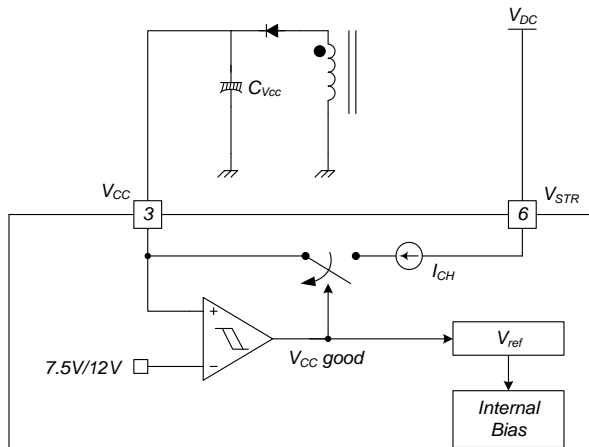 V_DC
C_Vcc
V_CC
3
6
V_STR
I_CH
+
7.5V/12V
−
V_CC good
V_ref
Internal
Bias